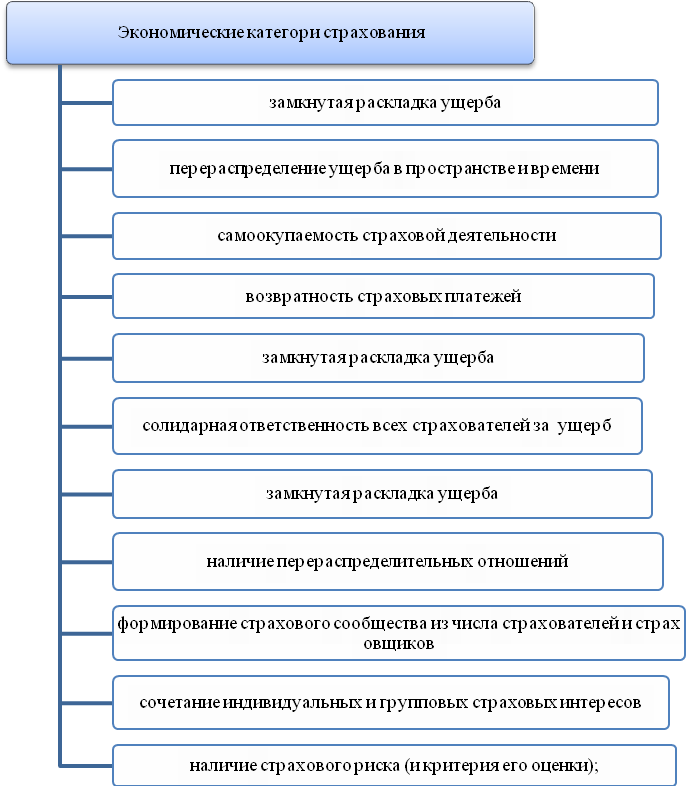 Экономические категори страхования
замкнутая раскладка ущерба
перераспределение ущерба в пространстве и времени
самоокупаемость страховой деятельности
возвратность страховых платежей
замкнутая раскладка ущерба
солидарная ответственность всех страхователей за ущерб
замкнутая раскладка ущерба
наличие перераспределительных отношений
формирование страхового сообщества из числа страхователей и страх
овщиков
сочетание индивидуальных и групповых страховых интересов
наличие страхового риска (и критерия его оценки);